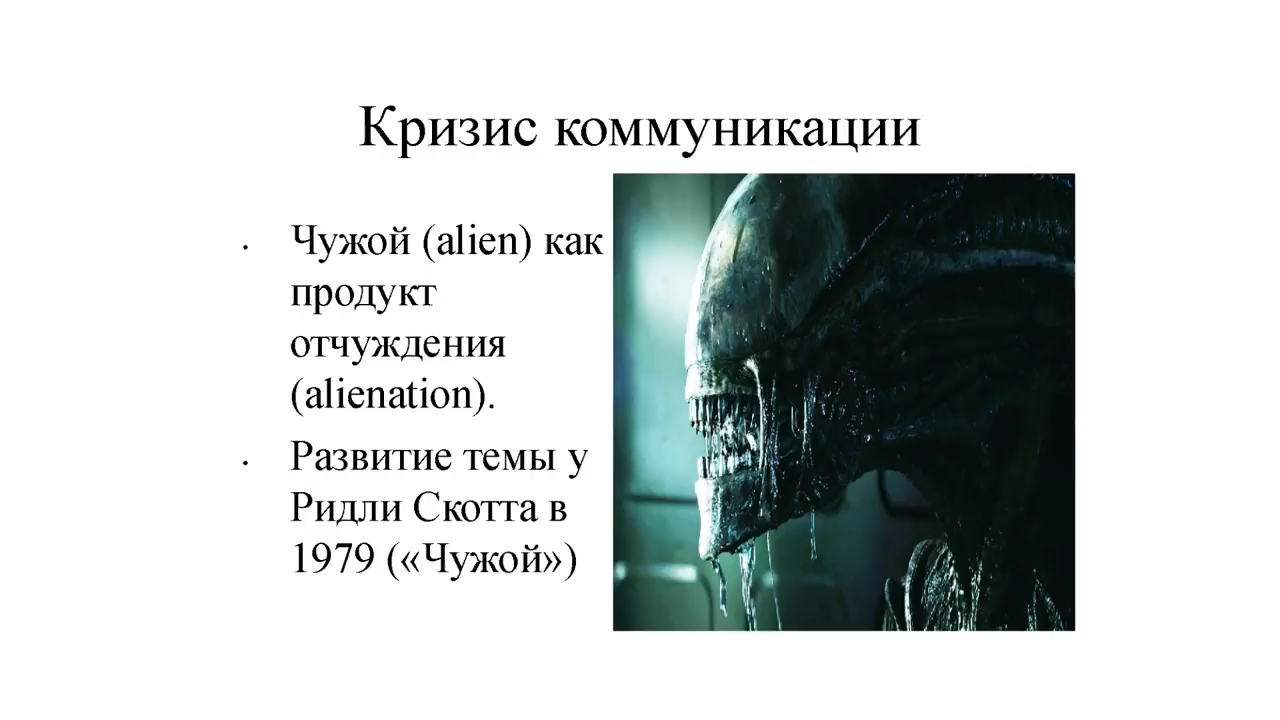 Кризис коммуникации
• Чужой (alien) как
продукт
отчуждения
(alienation).
• Развитие темы у
Ридли Скотта в
1979 («Чужой»)